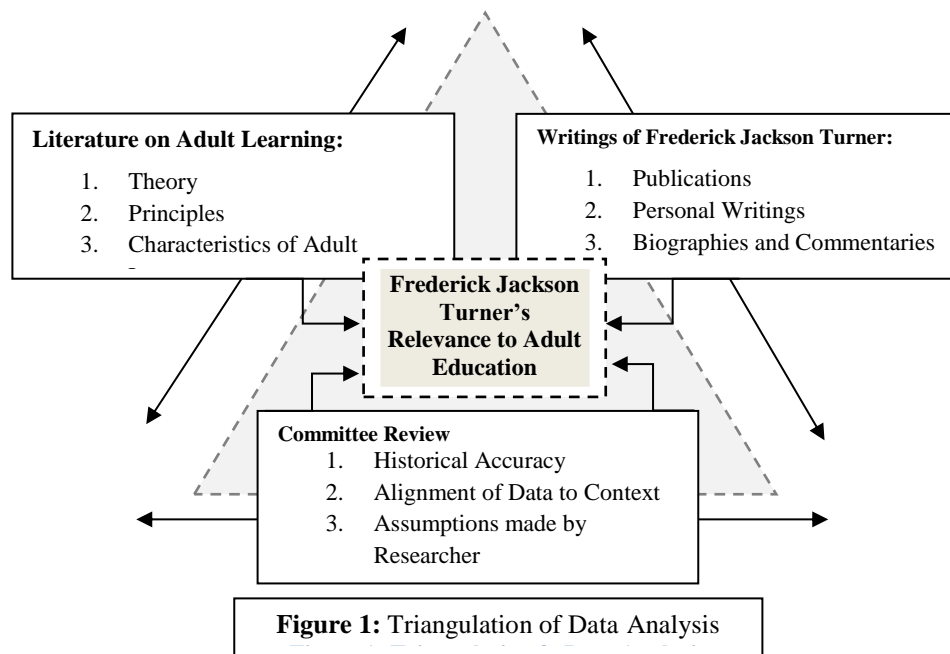 Literature on Adult Learning:
1. Theory
2. Principles
3. Characteristics of Adult
Writings of Frederick Jackson Turner:
1. Publications
2. Personal Writings
3. Biographies and Commentaries
Frederick Jackson
Turner's
Relevance to Adult
Education
Committee Review
1. Historical Accuracy
2. Alignment of Data to Context
3. Assumptions made by
Researcher
Figure 1: Triangulation of Data Analysis